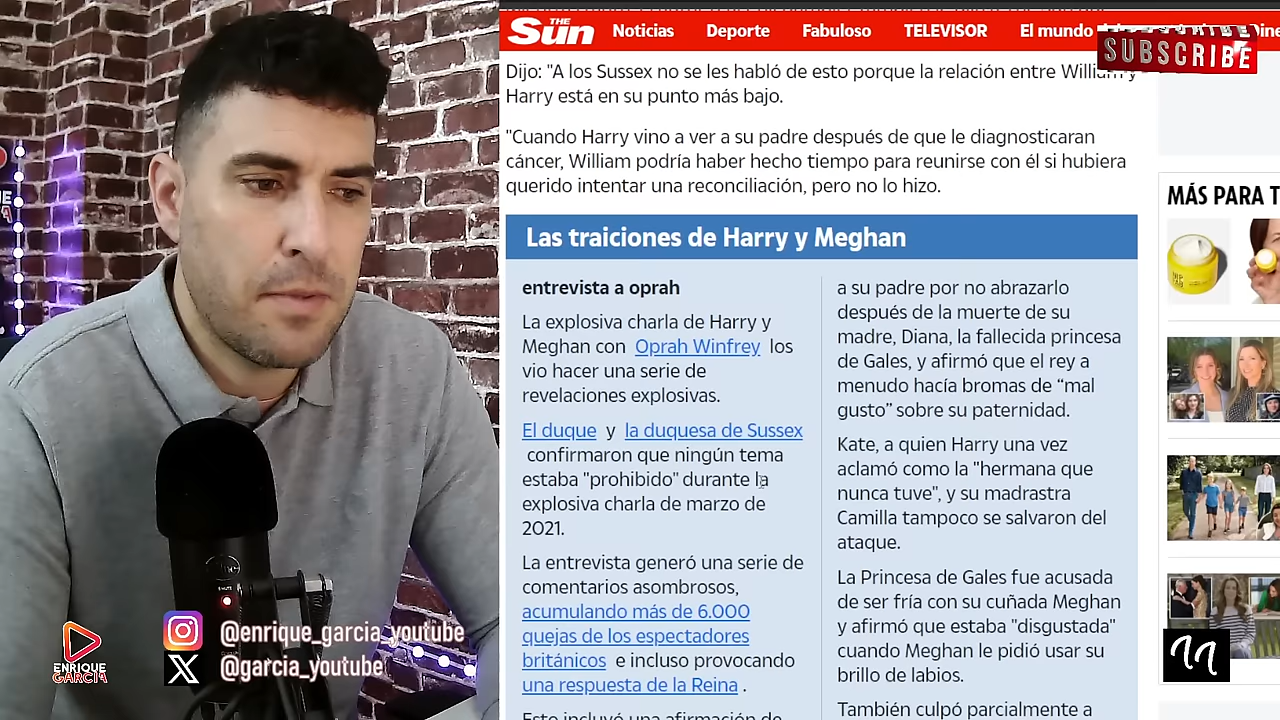 THE
Sun
Noticias
Deporte
Fabuloso
TELEVISOR
El mundo
SUBSCRIBE
Dijo: "A los Sussex no se les habló de esto porque la relación entre William y
Harry está en su punto más bajo.
"Cuando Harry vino a ver a su padre después de que le diagnosticaran
cáncer, William podría haber hecho tiempo para reunirse con él si hubiera
querido intentar una reconciliación, pero no lo hizo.
Las traiciones de Harry y Meghan
entrevista a oprah
La explosiva charla de Harry y
Meghan con Oprah Winfrey los
vio hacer una serie de
revelaciones explosivas.
El duque y la duquesa de Sussex
confirmaron que ningún tema
estaba "prohibido" durante la
explosiva charla de marzo de
2021.
La entrevista generó una serie de
comentarios asombrosos,
acumulando más de 6.000
quejas de los espectadores
británicos e incluso provocando
una respuesta de la Reina .
Esto incluyó una afirmación de
a su padre por no abrazarlo
después de la muerte de su
madre, Diana, la fallecida princesa
de Gales, y afirmó que el rey a
menudo hacía bromas de “mal
gusto” sobre su paternidad.
Kate, a quien Harry una vez
aclamó como la "hermana que
nunca tuve", y su madrastra
Camilla tampoco se salvaron del
ataque.
La Princesa de Gales fue acusada
de ser fría con su cuñada Meghan
y afirmó que estaba "disgustada"
cuando Meghan le pidió usar su
brillo de labios.
También culpó parcialmente a
MÁS PARA T
ENRIQUE
GARCIA
@enrique_garcia_youtube
@garcia_youtube